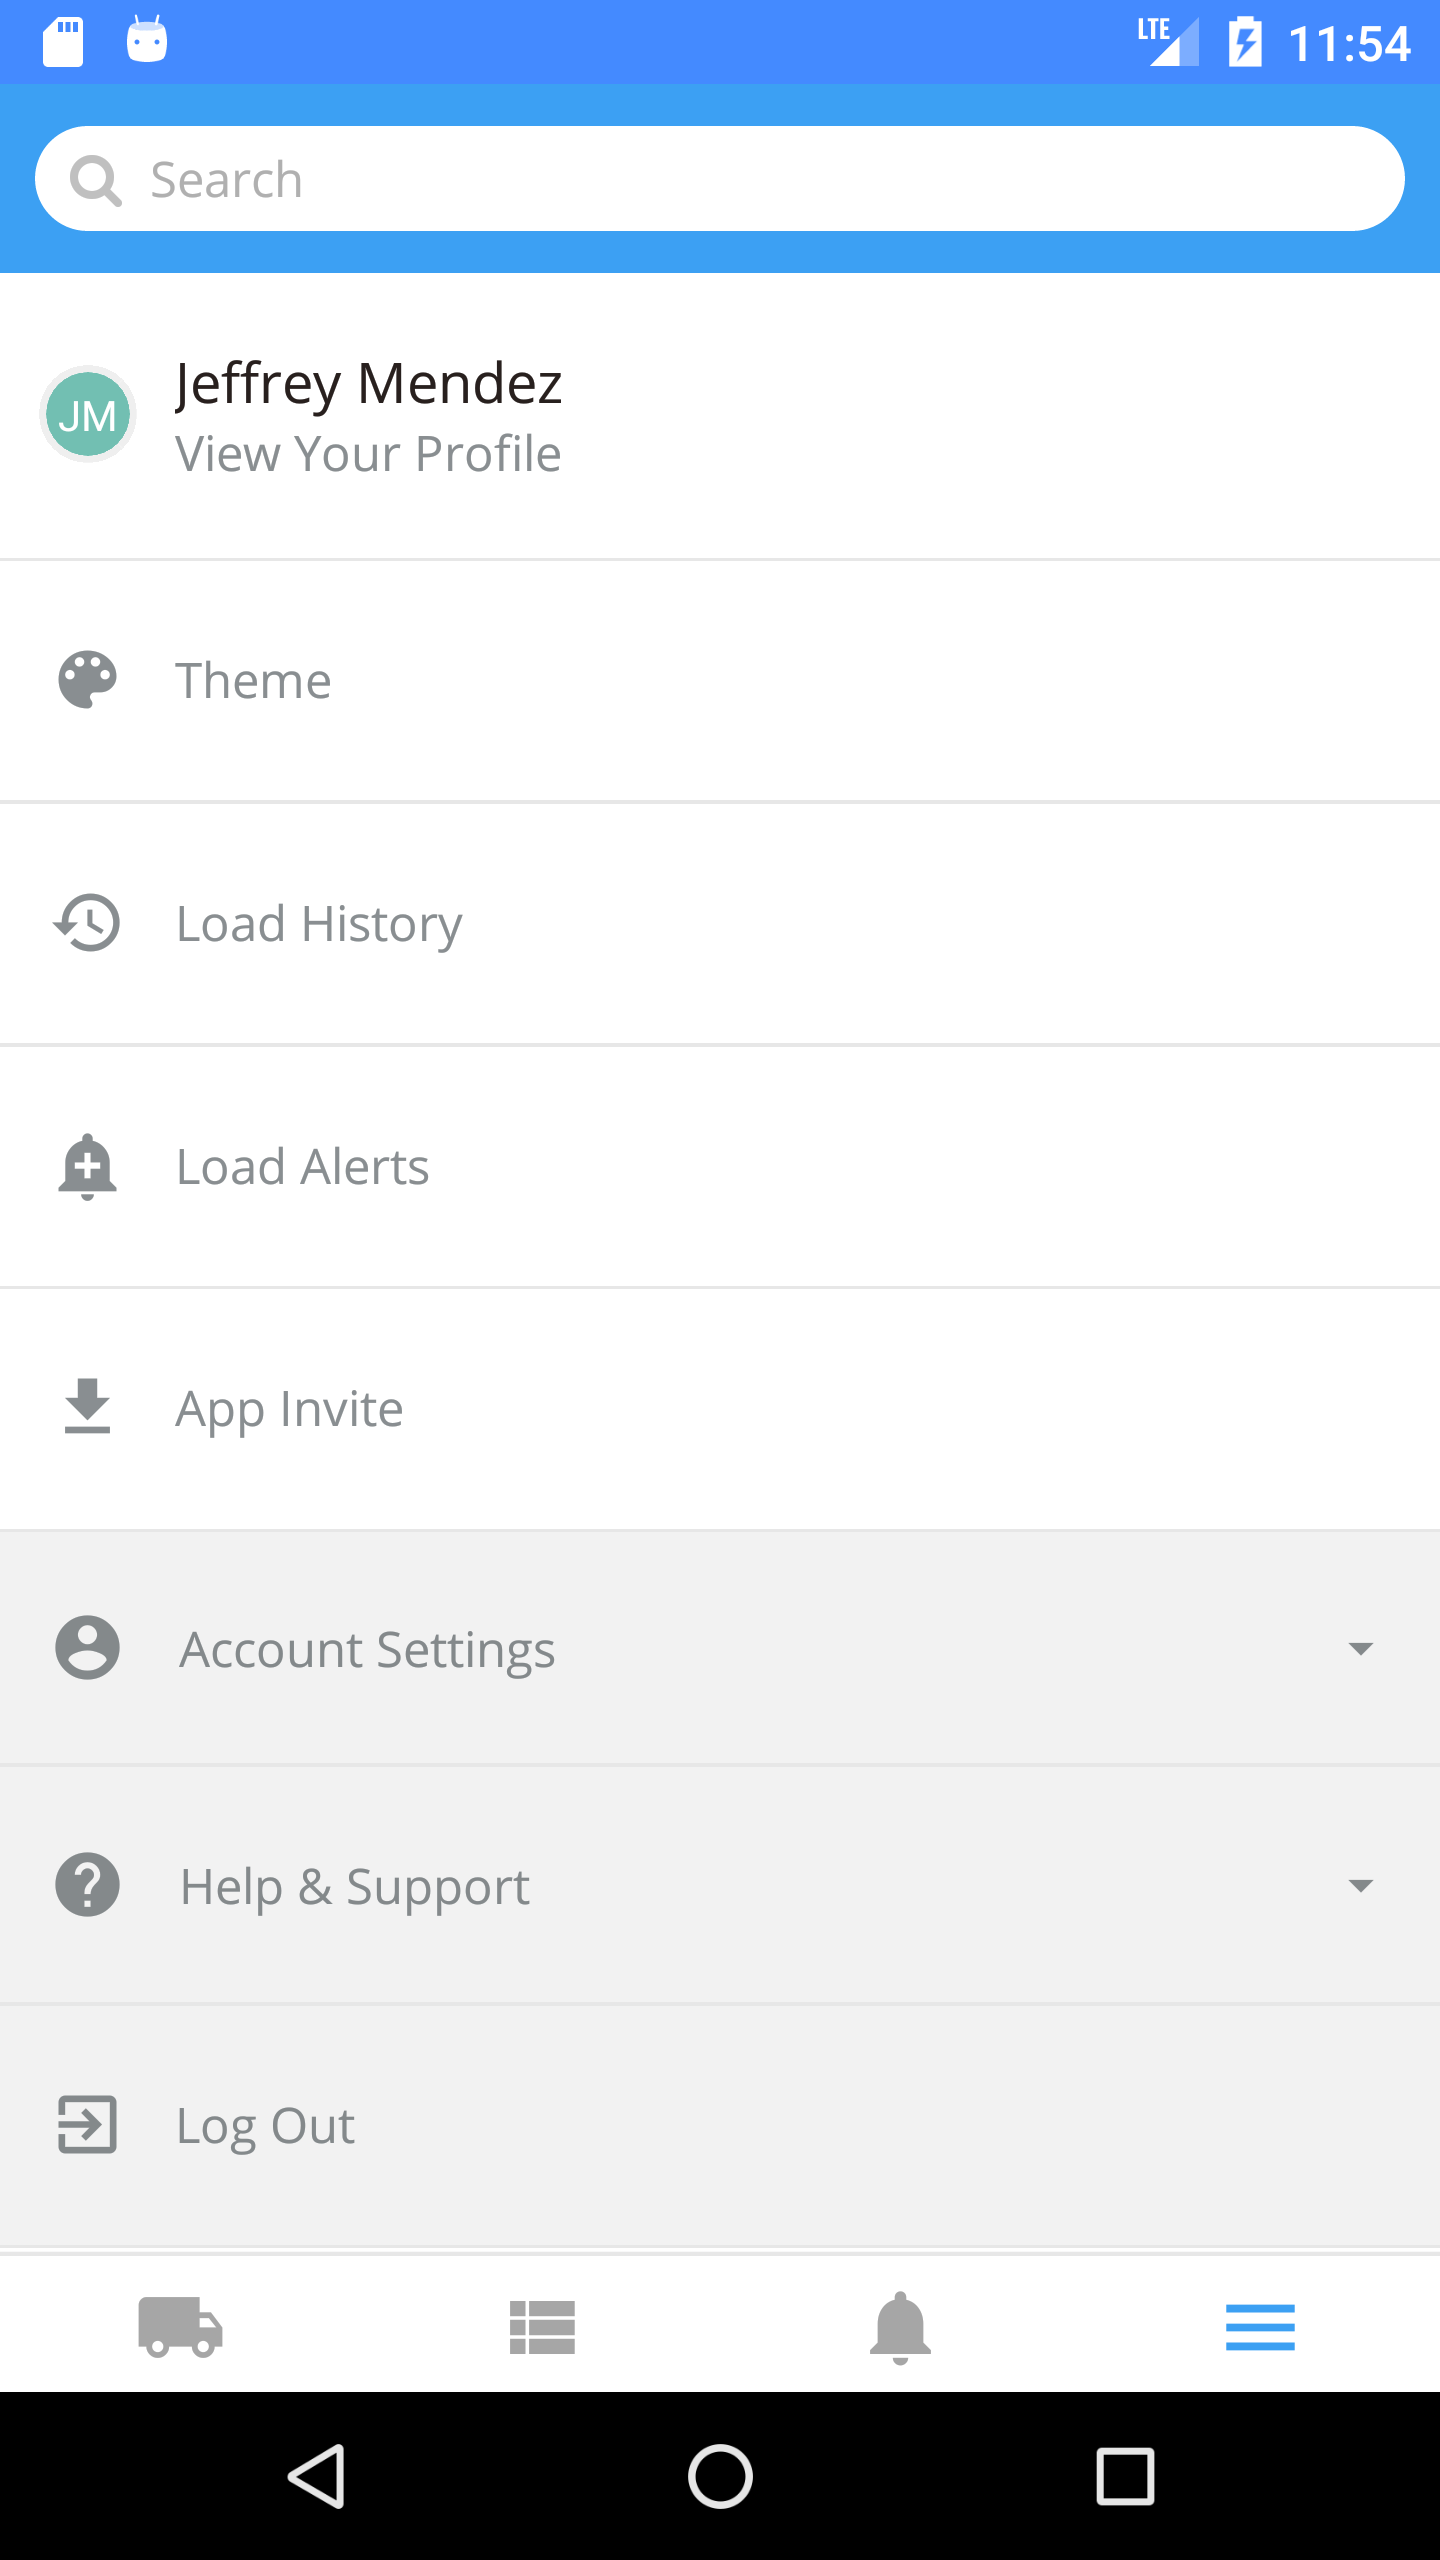 LTE 11:54
Search
Jeffrey Mendez
JM
View Your Profile
Theme
Load History
Load Alerts
App Invite
Account Settings
Help & Support
Log Out